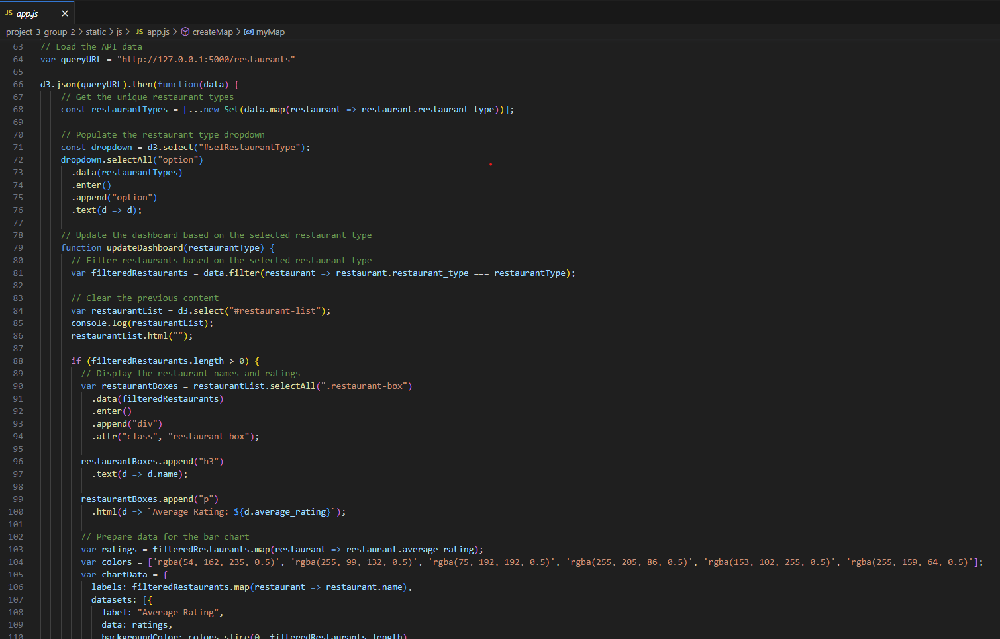 JS app.js ×
project-3-group-2 > static > js > JS app.js > createMap > myMap
63 // Load the API data
64 var queryURL = "http://127.0.0.1:5000/restaurants"
65
66 d3.json(queryURL).then(function(data) {
67 // Get the unique restaurant types
68 const restaurantTypes = [...new Set(data.map(restaurant => restaurant.restaurant_type))];
69
70 // Populate the restaurant type dropdown
71 const dropdown = d3.select("#selRestaurantType");
72 dropdown.selectAll("option")
73 .data(restaurantTypes)
74 .enter()
75 .append("option")
76 .text(d => d);
77
78 // Update the dashboard based on the selected restaurant type
79 function updateDashboard(restaurantType) {
80 // Filter restaurants based on the selected restaurant type
81 var filteredRestaurants = data.filter(restaurant => restaurant.restaurant_type === restaurantType);
82
83 // Clear the previous content
84 var restaurantList = d3.select("#restaurant-list");
85 console.log(restaurantList);
86 restaurantList.html("");
87
88 if (filteredRestaurants.length > 0) {
89 // Display the restaurant names and ratings
90 var restaurantBoxes = restaurantList.selectAll(".restaurant-box")
91 .data(filteredRestaurants)
92 .enter()
93 .append("div")
94 .attr("class", "restaurant-box");
95
96 restaurantBoxes.append("h3")
97 .text(d => d.name);
98
99 restaurantBoxes.append("p")
100 .html(d => `Average Rating: ${d.average_rating}`);
101
102 // Prepare data for the bar chart
103 var ratings = filteredRestaurants.map(restaurant => restaurant.average_rating);
104 var colors = ['rgba(54, 162, 235, 0.5)', 'rgba(255, 99, 132, 0.5)', 'rgba(75, 192, 192, 0.5)', 'rgba(255, 205, 86, 0.5)', 'rgba(153, 102, 255, 0.5)', 'rgba(255, 159, 64, 0.5)'];
105 var chartData = {
106 labels: filteredRestaurants.map(restaurant => restaurant.name),
107 datasets: [{
108 label: "Average Rating",
109 data: ratings,
110 backgroundColor: colors.slice(0, filteredRestaurants.length)